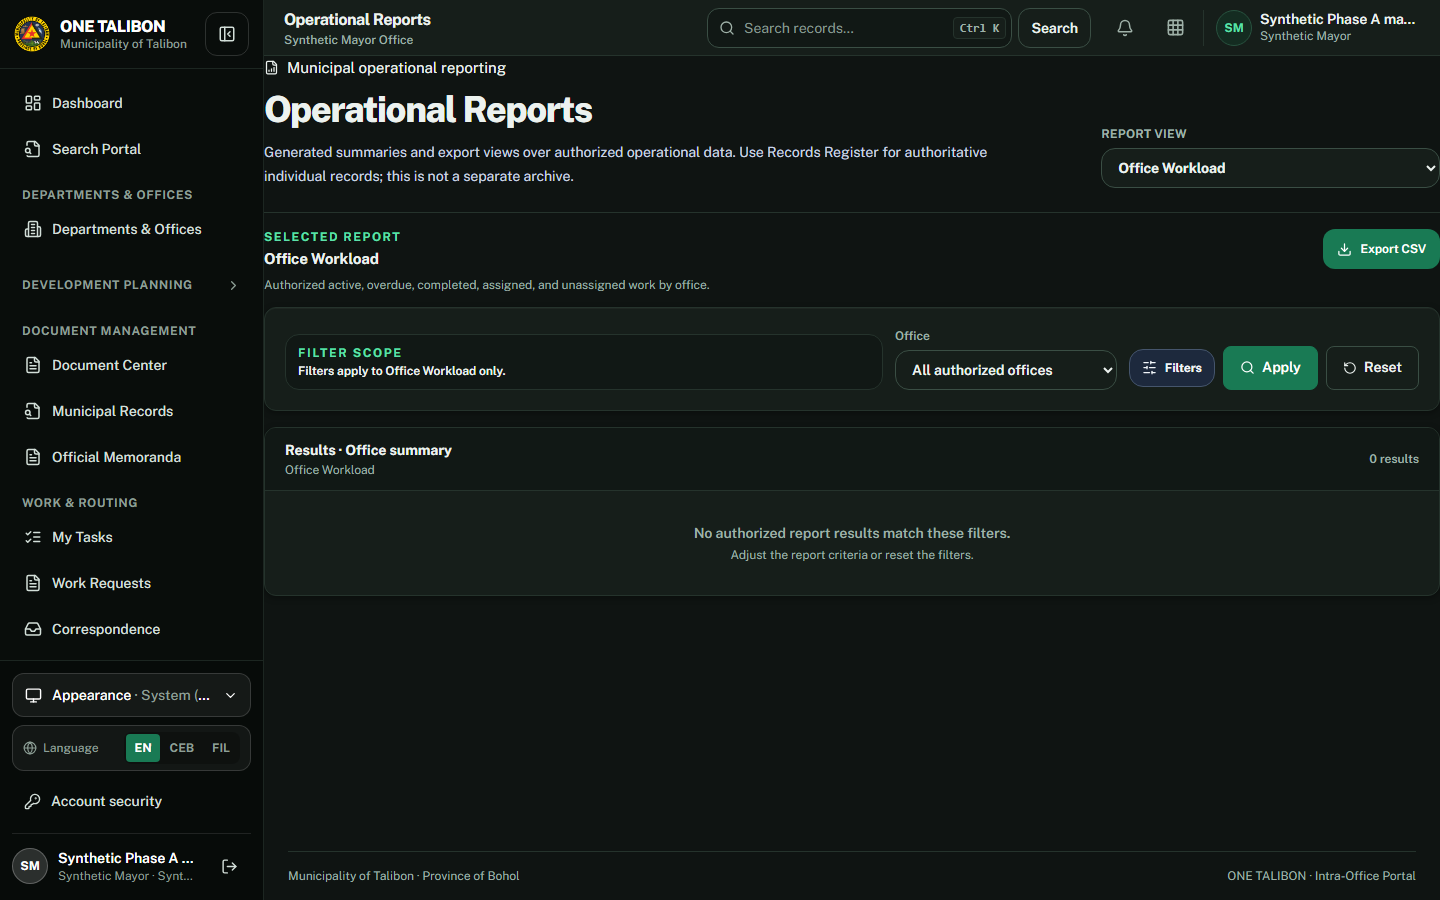 ONE TALIBON
Municipality of Talibon
Dashboard
Search Portal
DEPARTMENTS & OFFICES
Departments & Offices
DEVELOPMENT PLANNING
DOCUMENT MANAGEMENT
Document Center
Municipal Records
Official Memoranda
WORK & ROUTING
My Tasks
Work Requests
Correspondence
Appearance · System (...
Language EN CEB FIL
Account security
SM Synthetic Phase A ...
Synthetic Mayor · Synt...
Operational Reports
Synthetic Mayor Office
Search records... Ctrl K Search
SM Synthetic Phase A ma...
Synthetic Mayor
Municipal operational reporting
Operational Reports
Generated summaries and export views over authorized operational data. Use Records Register for authoritative
individual records; this is not a separate archive.
REPORT VIEW
Office Workload
SELECTED REPORT
Office Workload
Authorized active, overdue, completed, assigned, and unassigned work by office.
Export CSV
FILTER SCOPE
Filters apply to Office Workload only.
Office
All authorized offices Filters Apply Reset
Results · Office summary
Office Workload
0 results
No authorized report results match these filters.
Adjust the report criteria or reset the filters.
Municipality of Talibon · Province of Bohol
ONE TALIBON · Intra-Office Portal